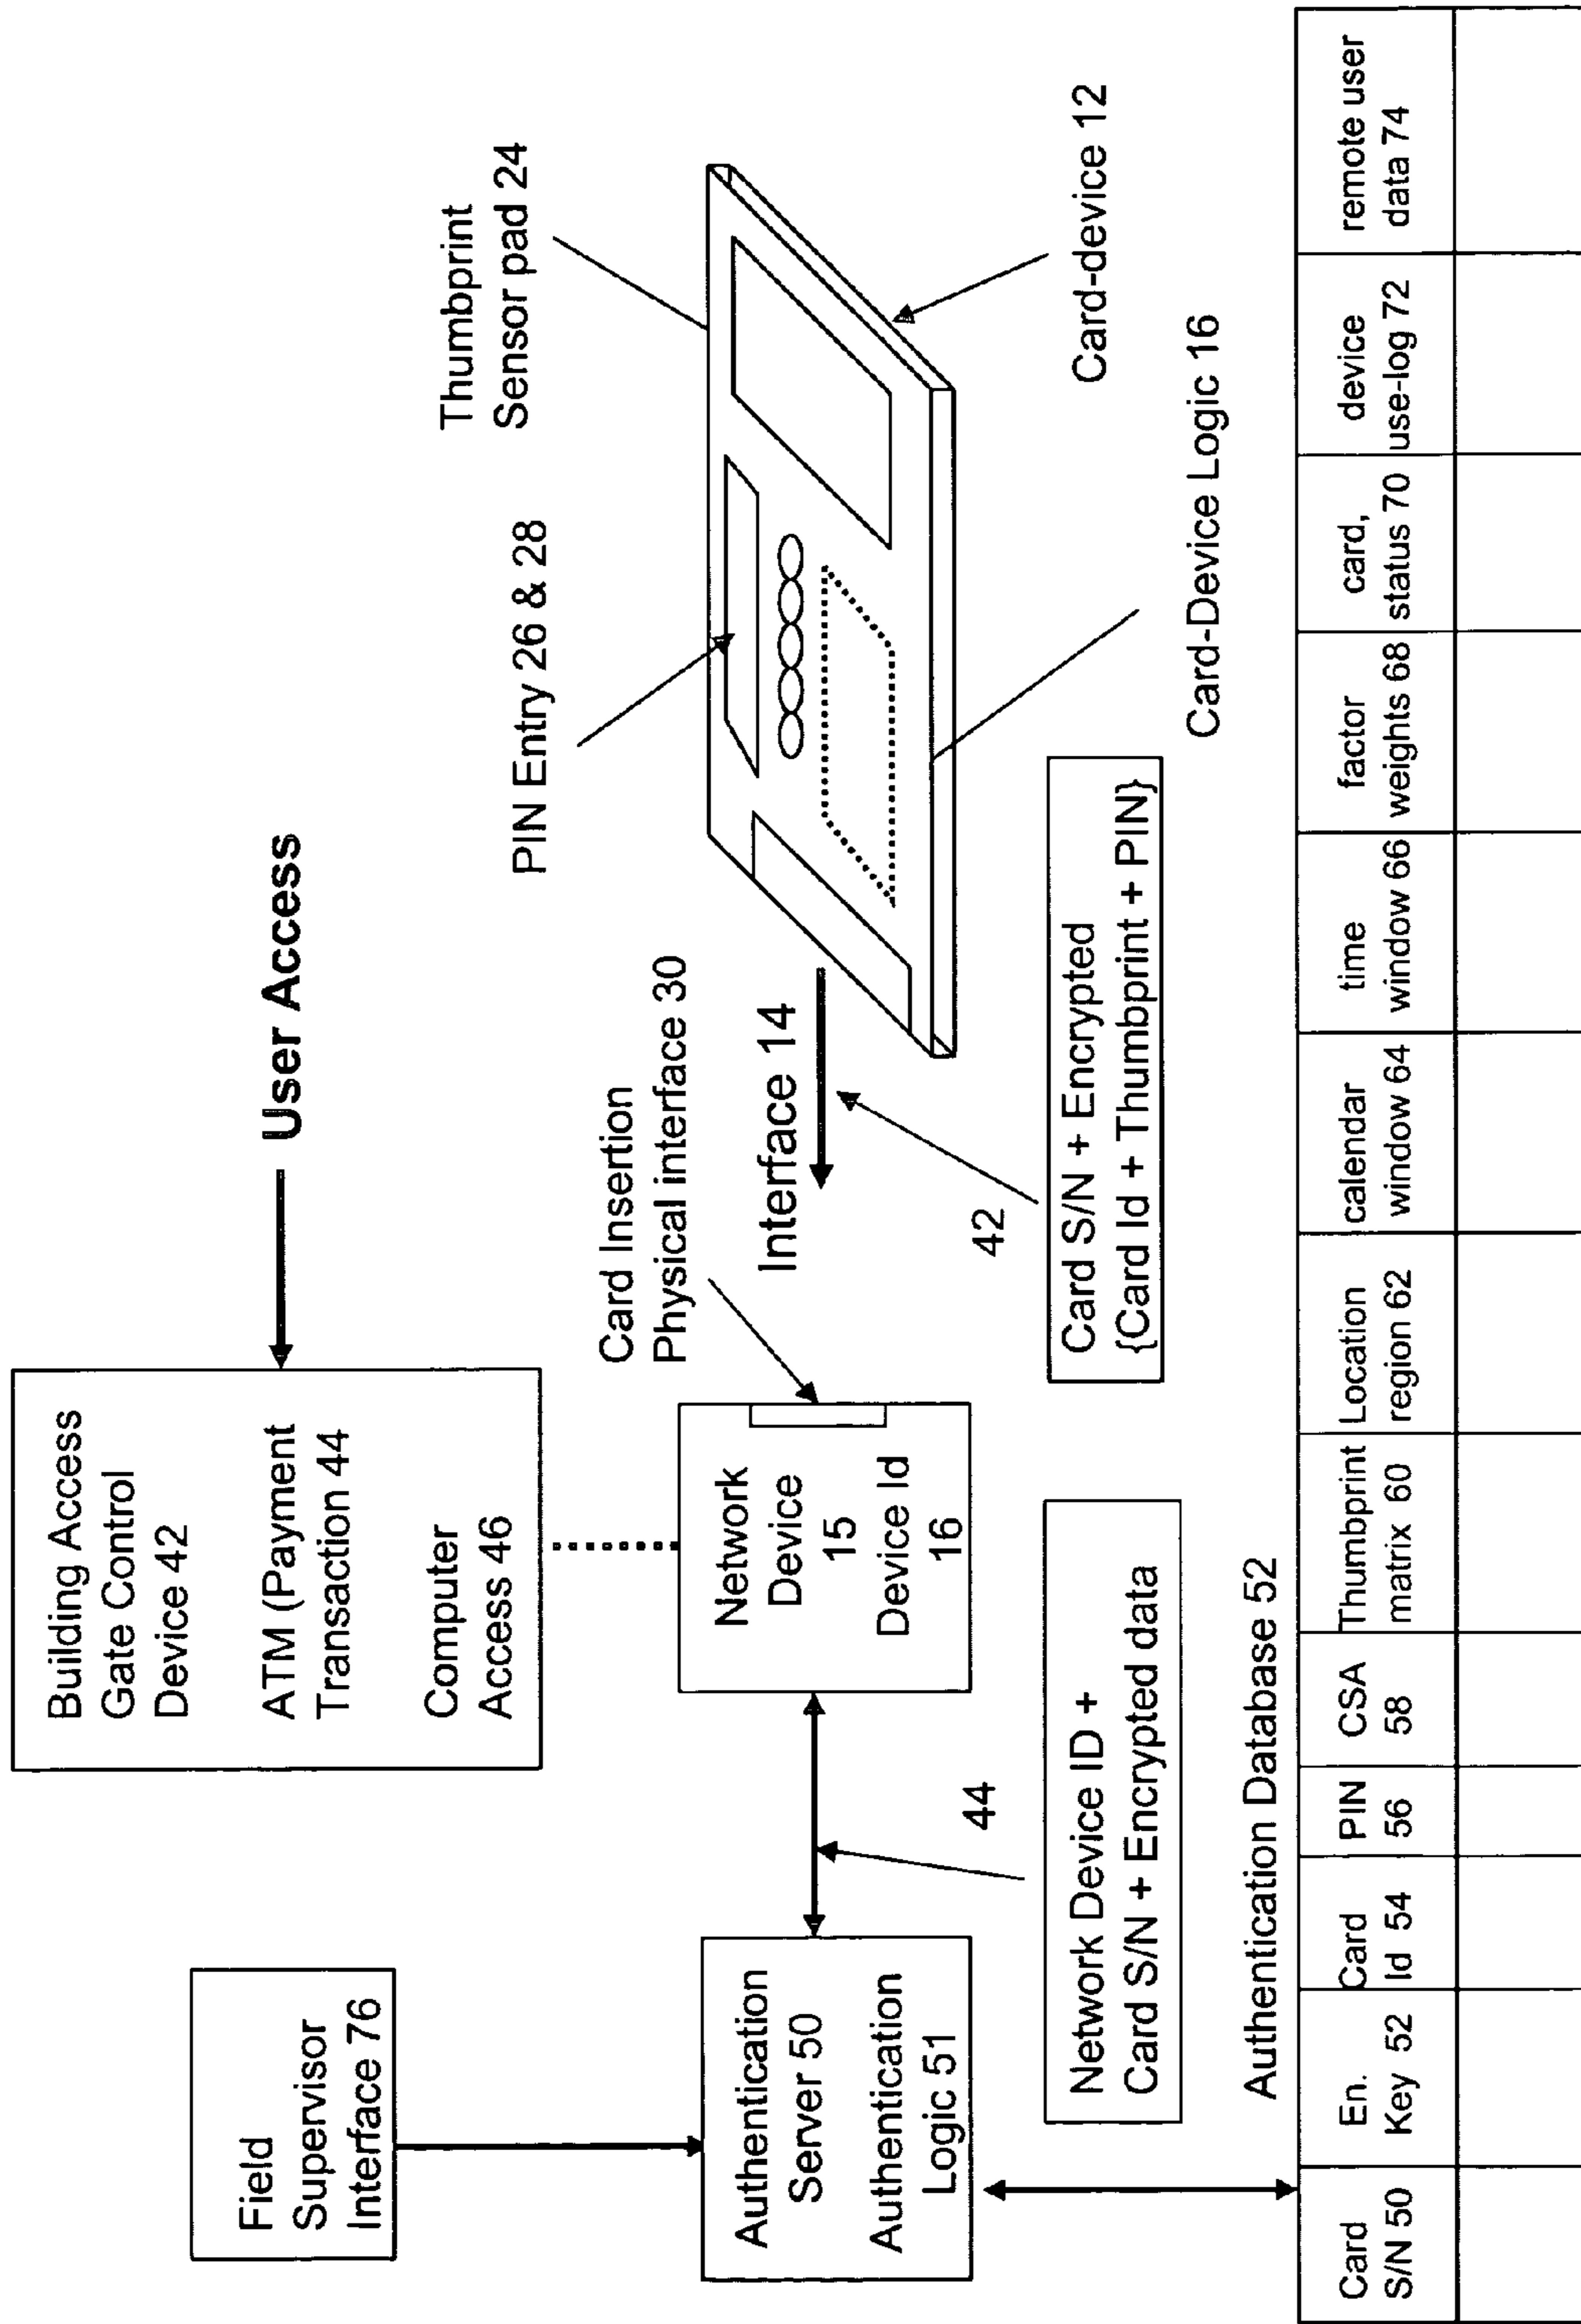 Field
Supervisor
Interface 76
Building Access
Gate Control
Device 42
ATM (Payment
Transaction 44
Computer
Access 46
User Access
Authentication
Server 50
Authentication
Logic 51
44
Network Device ID +
Card S/N + Encrypted data
Network
Device
15
Device Id
16
Card Insertion
Physical interface 30
Interface 14
42
Card S/N + Encrypted
{Card Id + Thumbprint + PIN}
PIN Entry 26 & 28
Thumbprint
Sensor pad 24
Card-Device Logic 16
Card-device 12
Authentication Database 52
Card
S/N 50
En.
Key 52
Card
Id 54
PIN
56
CSA
58
Thumbprint
matrix 60
Location
region 62
calendar
window 64
time
window 66
factor
weights 68
card,
status 70
device
use-log 72
remote user
data 74